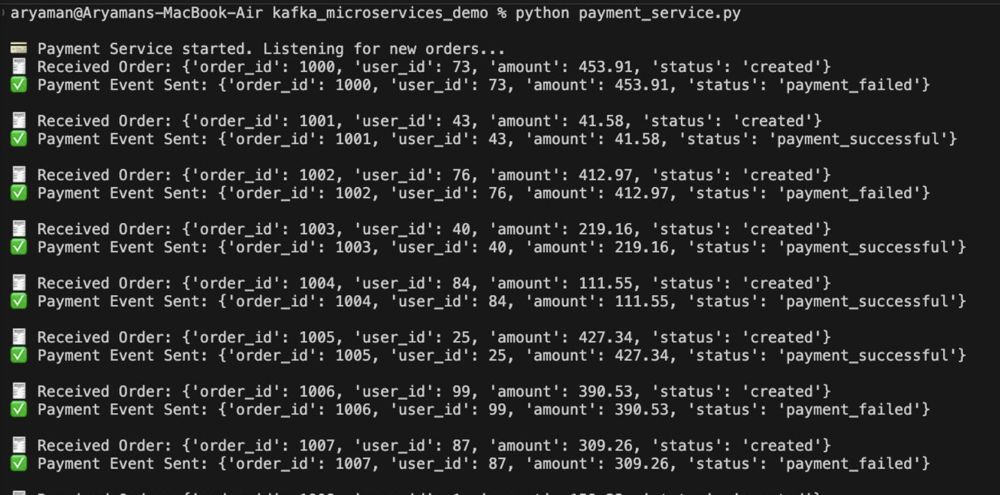 aryaman@Aryamans-MacBook-Air kafka_microservices_demo % python payment_service.py
💳 Payment Service started. Listening for new orders...
🧾 Received Order: {'order_id': 1000, 'user_id': 73, 'amount': 453.91, 'status': 'created'}
✅ Payment Event Sent: {'order_id': 1000, 'user_id': 73, 'amount': 453.91, 'status': 'payment_failed'}
🧾 Received Order: {'order_id': 1001, 'user_id': 43, 'amount': 41.58, 'status': 'created'}
✅ Payment Event Sent: {'order_id': 1001, 'user_id': 43, 'amount': 41.58, 'status': 'payment_successful'}
🧾 Received Order: {'order_id': 1002, 'user_id': 76, 'amount': 412.97, 'status': 'created'}
✅ Payment Event Sent: {'order_id': 1002, 'user_id': 76, 'amount': 412.97, 'status': 'payment_failed'}
🧾 Received Order: {'order_id': 1003, 'user_id': 40, 'amount': 219.16, 'status': 'created'}
✅ Payment Event Sent: {'order_id': 1003, 'user_id': 40, 'amount': 219.16, 'status': 'payment_successful'}
🧾 Received Order: {'order_id': 1004, 'user_id': 84, 'amount': 111.55, 'status': 'created'}
✅ Payment Event Sent: {'order_id': 1004, 'user_id': 84, 'amount': 111.55, 'status': 'payment_successful'}
🧾 Received Order: {'order_id': 1005, 'user_id': 25, 'amount': 427.34, 'status': 'created'}
✅ Payment Event Sent: {'order_id': 1005, 'user_id': 25, 'amount': 427.34, 'status': 'payment_successful'}
🧾 Received Order: {'order_id': 1006, 'user_id': 99, 'amount': 390.53, 'status': 'created'}
✅ Payment Event Sent: {'order_id': 1006, 'user_id': 99, 'amount': 390.53, 'status': 'payment_failed'}
🧾 Received Order: {'order_id': 1007, 'user_id': 87, 'amount': 309.26, 'status': 'created'}
✅ Payment Event Sent: {'order_id': 1007, 'user_id': 87, 'amount': 309.26, 'status': 'payment_failed'}